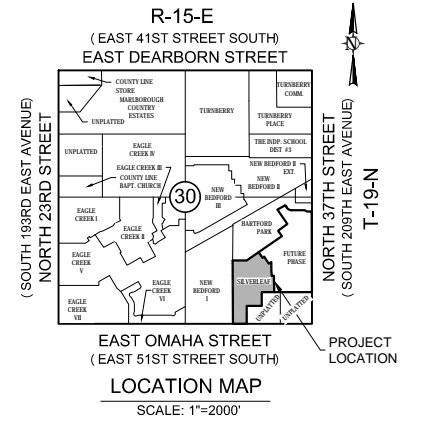 R-15-E
( EAST 41ST STREET SOUTH)
EAST DEARBORN STREET
N
COUNTY LINE
STORE
MARLBOROUGH
COUNTRY
ESTATES
UNPLATTED
TURNBERRY
TURNBERRY
COMM.
TURNBERRY
PLACE
UNPLATTED
EAGLE
CREEK IV
THE INDP. SCHOOL
DIST #3
EAGLE CREEK III
COUNTY LINE
BAPT. CHURCH
NEW BEDFORD II
EXT.
NEW
BEDFORD II
30
NEW
BEDFORD
III
EAGLE
CREEK I
EAGLE
CREEK II
HARTFORD
PARK
EAGLE
CREEK
V
FUTURE
PHASE
EAGLE
CREEK
VI
NEW
BEDFORD
I
SILVERLEAF
EAGLE
CREEK
VII
UNPLATTED
UNPLATTED
( SOUTH 193RD EAST AVENUE)
NORTH 23RD STREET
NORTH 37TH STREET
(SOUTH 209TH EAST AVENUE)
T-19-N
EAST OMAHA STREET
( EAST 51ST STREET SOUTH)
PROJECT
LOCATION
LOCATION MAP
SCALE: 1"=2000'